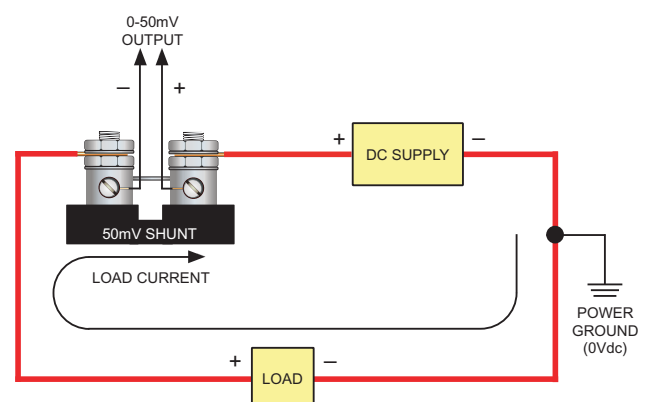 0-50mV
OUTPUT
– +
+ DC SUPPLY –
50mV SHUNT
LOAD CURRENT
POWER
GROUND
(0Vdc)
+ LOAD –